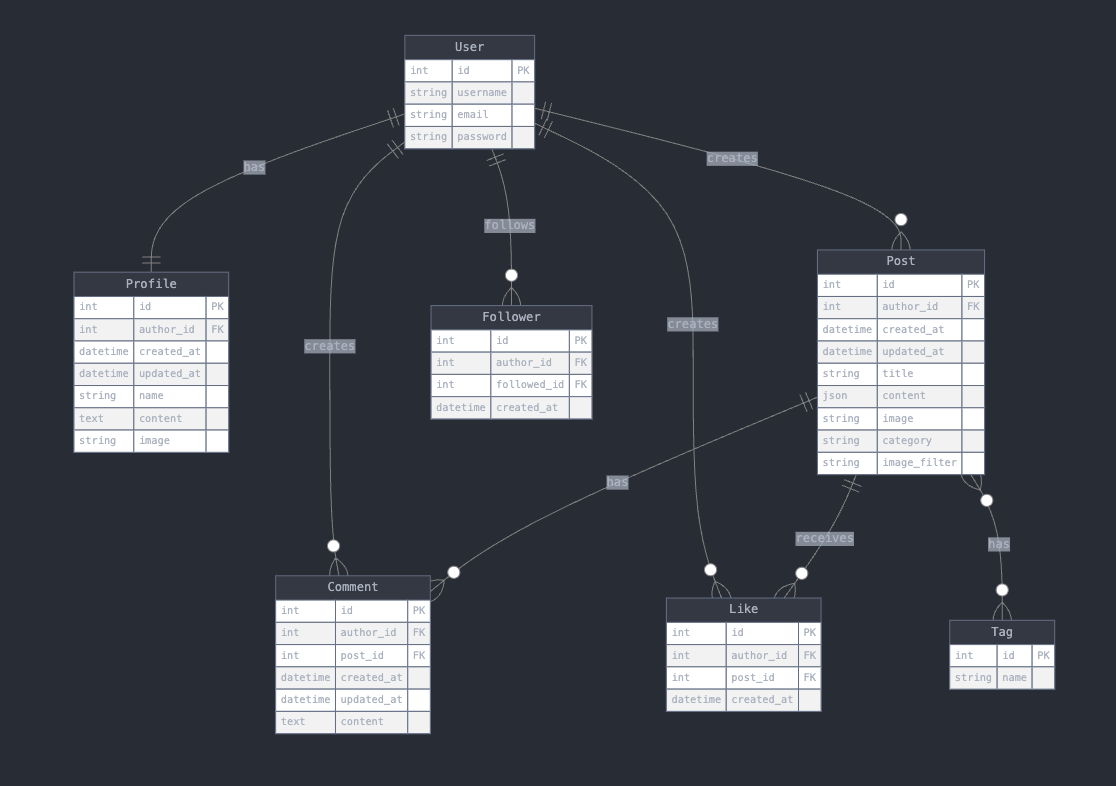 User
int id PK
string username
string email
string password
has
creates
follows
creates
creates
Profile
int id PK
int author_id FK
datetime created_at
datetime updated_at
string name
text content
string image
Follower
int id PK
int author_id FK
int followed_id FK
datetime created_at
Post
int id PK
int author_id FK
datetime created_at
datetime updated_at
string title
json content
string image
string category
string image_filter
has
receives
has
Comment
int id PK
int author_id FK
int post_id FK
datetime created_at
datetime updated_at
text content
Like
int id PK
int author_id FK
int post_id FK
datetime created_at
Tag
int id PK
string name